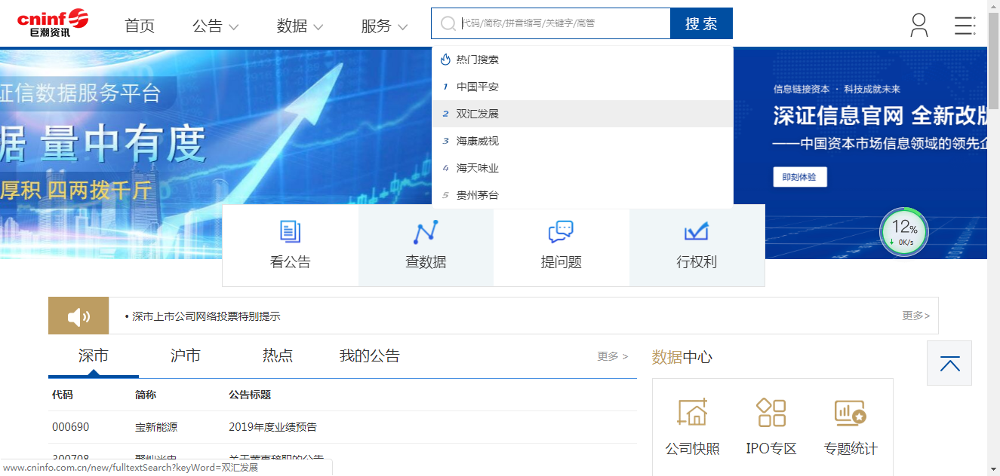 cninf
巨潮资讯
首页 公告 数据 服务
代码/简称/拼音缩写/关键字/高管
搜索
热门搜索
1 中国平安
2 双汇发展
3 海康威视
4 海天味业
5 贵州茅台
证信数据服务平台
据 量中有度
厚积 四两拨千斤
信息链接资本 · 科技成就未来
深证信息官网 全新改版
——中国资本市场信息领域的领先企
即刻体验
12%
0K/s
看公告 查数据 提问题 行权利
• 深市上市公司网络投票特别提示 更多>
深市 沪市 热点 我的公告 更多 >
数据中心
代码 简称 公告标题
000690 宝新能源 2019年度业绩预告
300708 聚灿光电 关于董事辞职的公告
公司快照 IPO专区 专题统计
www.cninfo.com.cn/new/fulltextSearch?keyWord=双汇发展